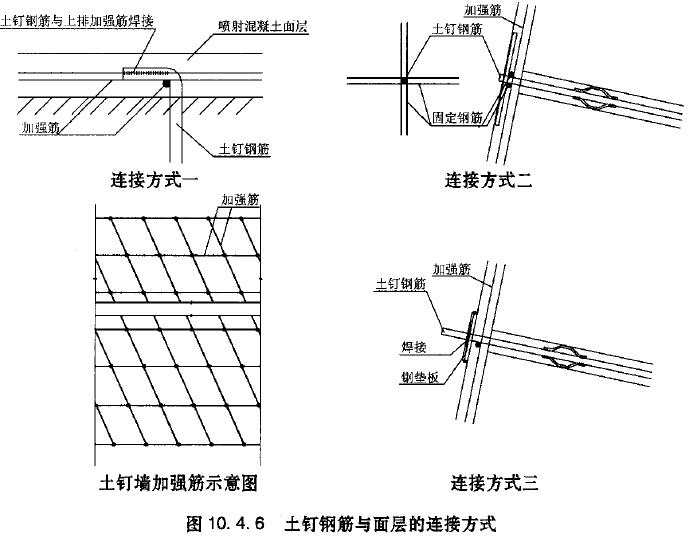 土钉钢筋与上排加强筋焊接
喷射混凝土面层
加强筋
土钉钢筋
连接方式一
加强筋
土钉钢筋
固定钢筋
连接方式二
加强筋
土钉墙加强筋示意图
加强筋
土钉钢筋
焊接
钢垫板
连接方式三
图 10.4.6 土钉钢筋与面层的连接方式